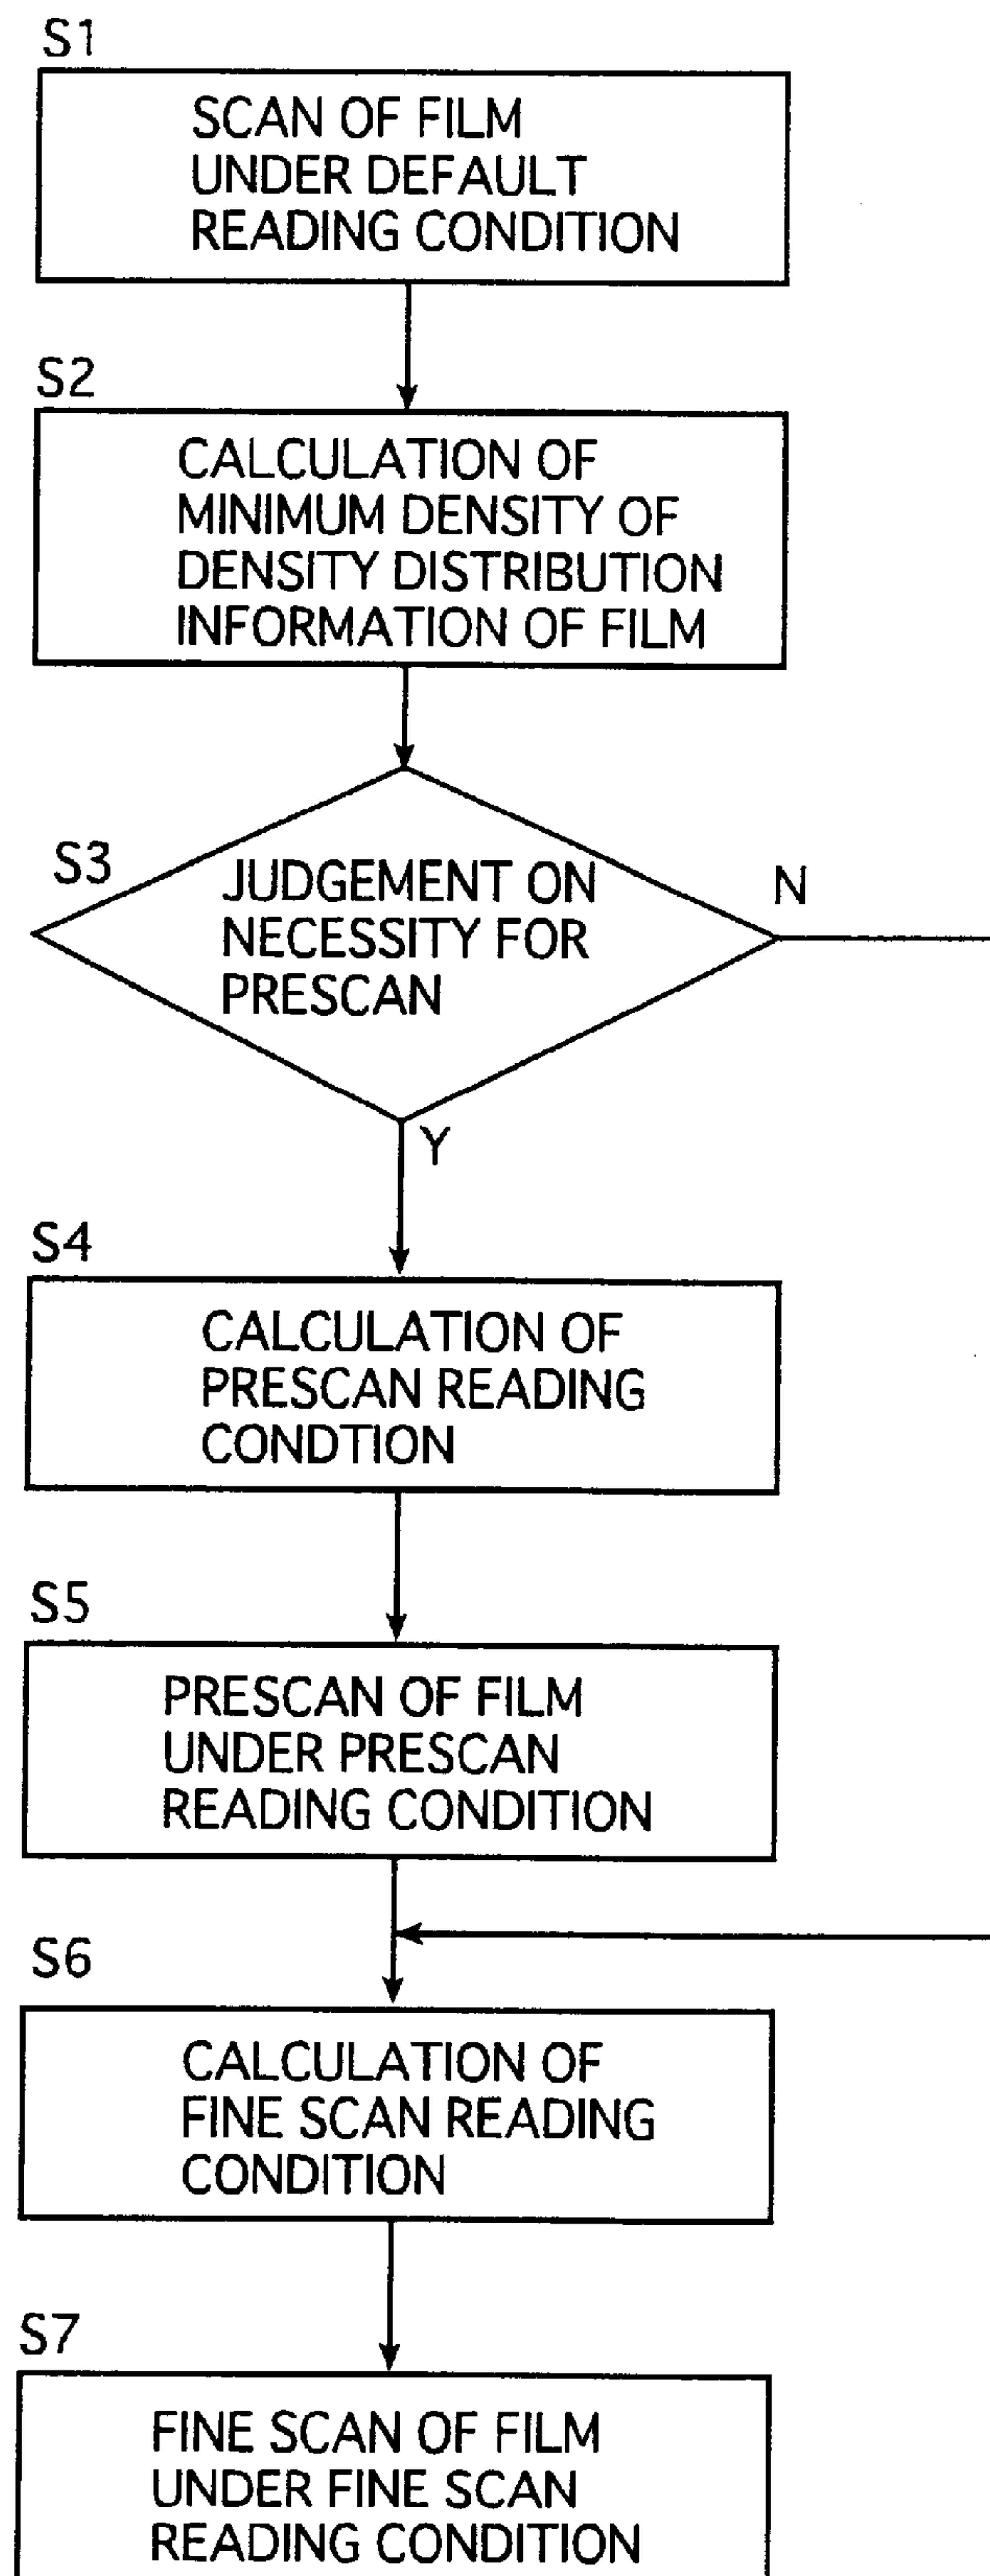 S1
SCAN OF FILM
UNDER DEFAULT
READING CONDITION
S2
CALCULATION OF
MINIMUM DENSITY OF
DENSITY DISTRIBUTION
INFORMATION OF FILM
S3
JUDGEMENT ON
NECESSITY FOR
PRESCAN
N
Y
S4
CALCULATION OF
PRESCAN READING
CONDTION
S5
PRESCAN OF FILM
UNDER PRESCAN
READING CONDITION
S6
CALCULATION OF
FINE SCAN READING
CONDITION
S7
FINE SCAN OF FILM
UNDER FINE SCAN
READING CONDITION